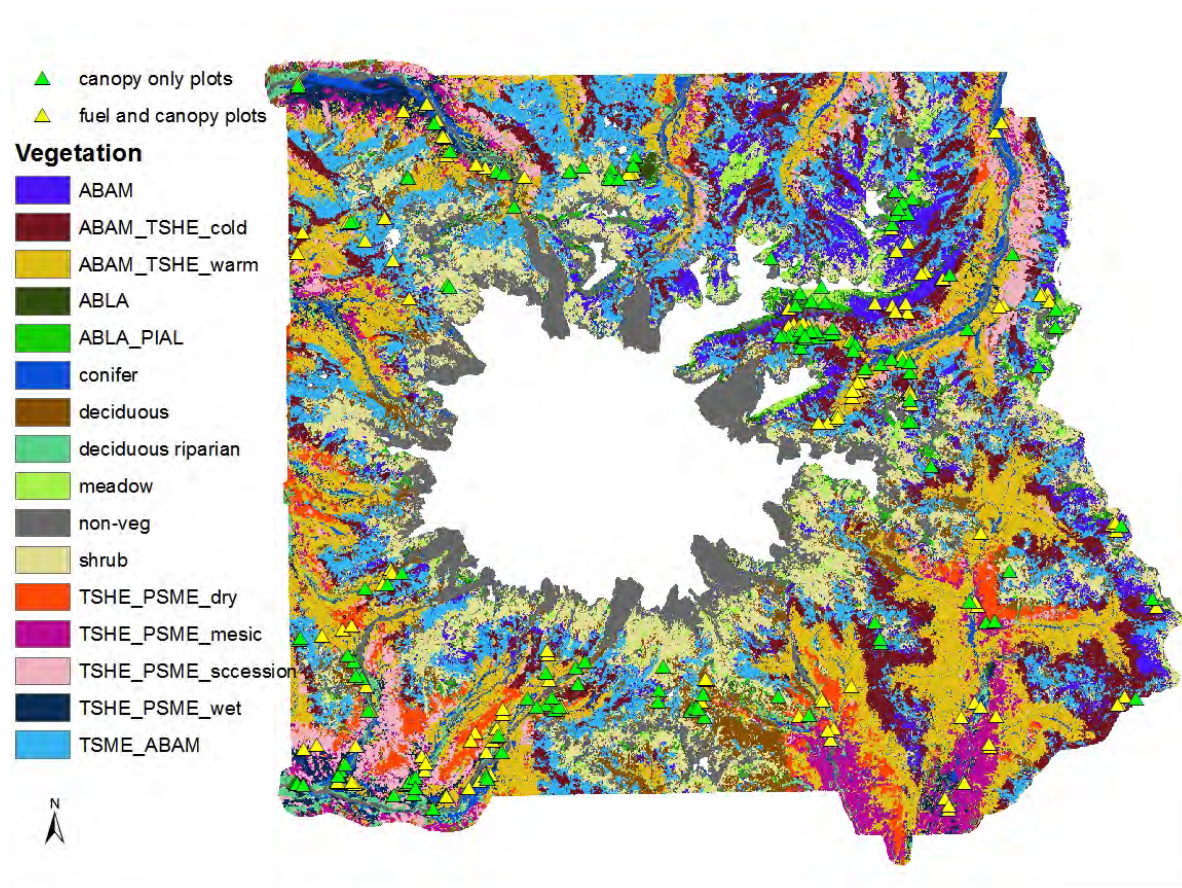 canopy only plots
fuel and canopy plots
Vegetation
ABAM
ABAM_TSHE_cold
ABAM_TSHE_warm
ABLA
ABLA_PIAL
conifer
deciduous
deciduous riparian
meadow
non-veg
shrub
TSHE_PSME_dry
TSHE_PSME_mesic
TSHE_PSME_sccession
TSHE_PSME_wet
TSME_ABAM
N